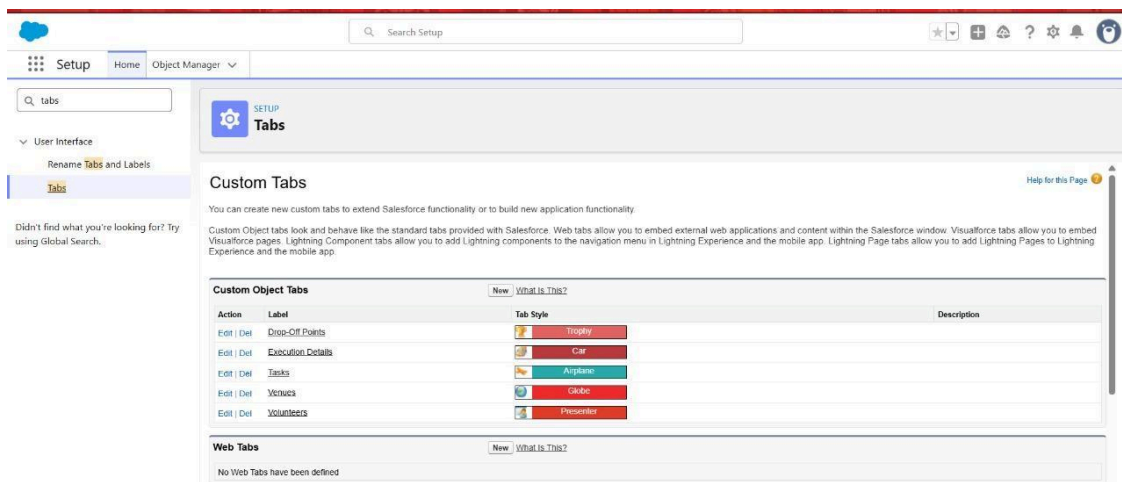 Search Setup
Setup Home Object Manager
tabs
User Interface
Rename Tabs and Labels
Tabs
Didn't find what you're looking for? Try
using Global Search.
SETUP
Tabs
Custom Tabs
Help for this Page
You can create new custom tabs to extend Salesforce functionality or to build new application functionality.
Custom Object tabs look and behave like the standard tabs provided with Salesforce. Web tabs allow you to embed external web applications and content within the Salesforce window. Visualforce tabs allow you to embed
Visualforce pages. Lightning Component tabs allow you to add Lightning components to the navigation menu in Lightning Experience and the mobile app. Lightning Page tabs allow you to add Lightning Pages to Lightning
Experience and the mobile app.
Custom Object Tabs New What Is This?
Action Label Tab Style Description
Edit | Del Drop-Off Points Trophy
Edit | Del Execution Details Car
Edit | Del Tasks Airplane
Edit | Del Venues Globe
Edit | Del Volunteers Presenter
Web Tabs New What Is This?
No Web Tabs have been defined